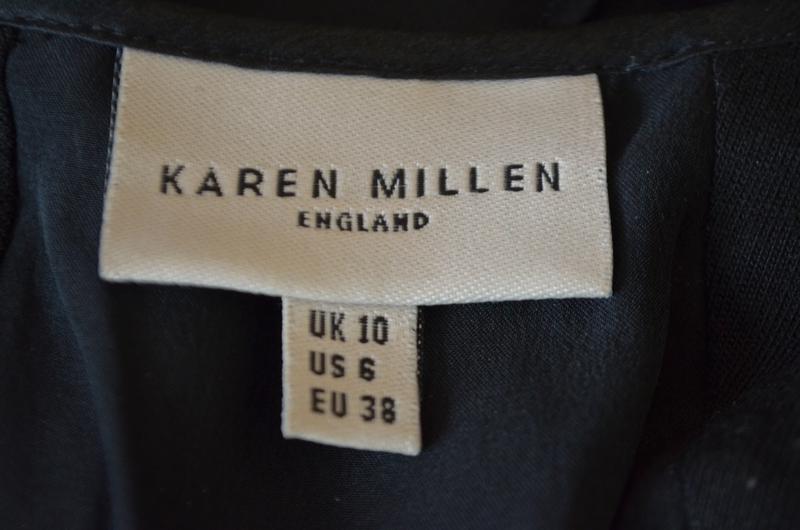 KAREN MILLEN
ENGLAND
UK 10
US 6
EU 38